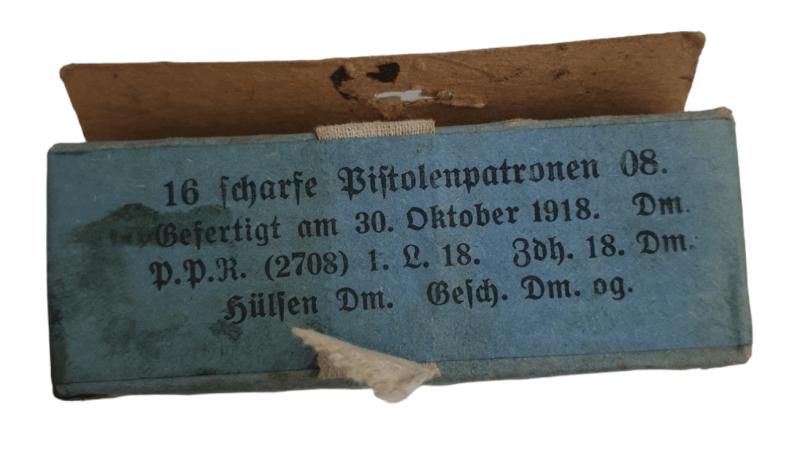 16 scharfe Pistolenpatronen 08.
Gefertigt am 30. Oktober 1918. Dm.
P.P.R. (2708) 1. L. 18. Zdh. 18. Dm.
Hülsen Dm. Gesch. Dm. og.